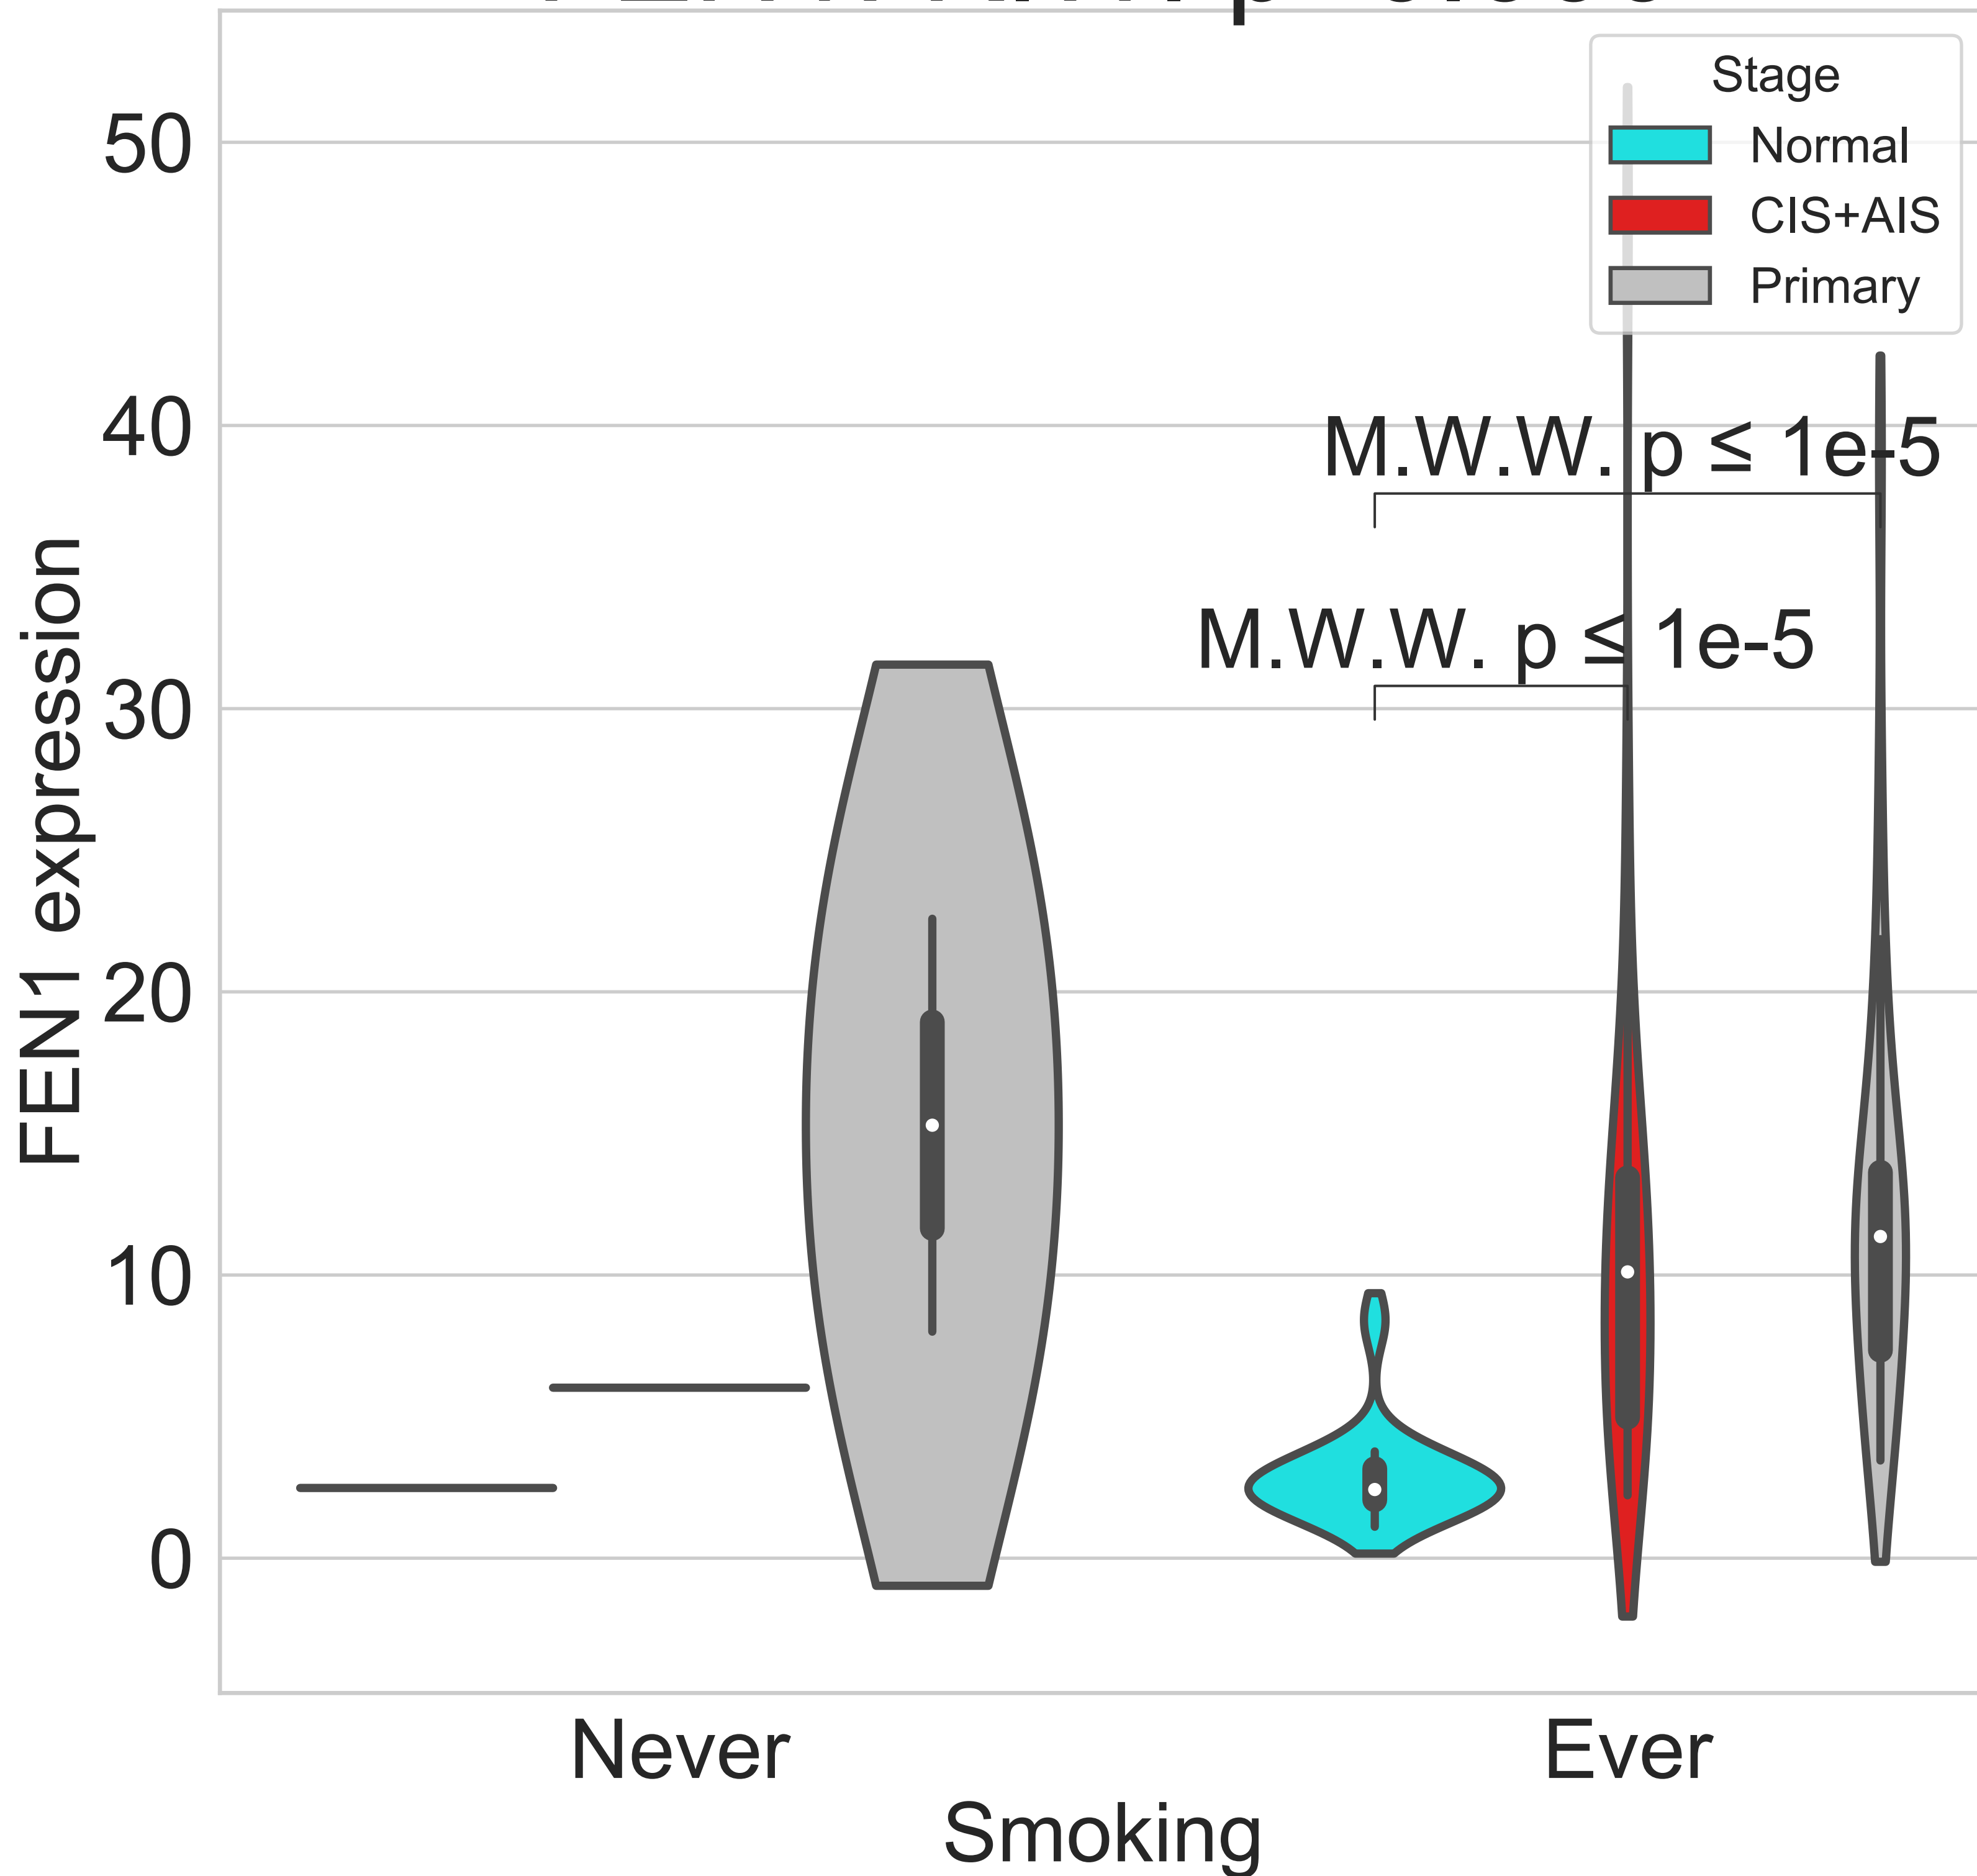 Stage
Normal
CIS+AIS
Primary
50
40
30
20
10
0
FEN1 expression
M.W.W. p ≤ 1e-5
M.W.W. p ≤ 1e-5
Never
Ever
Smoking